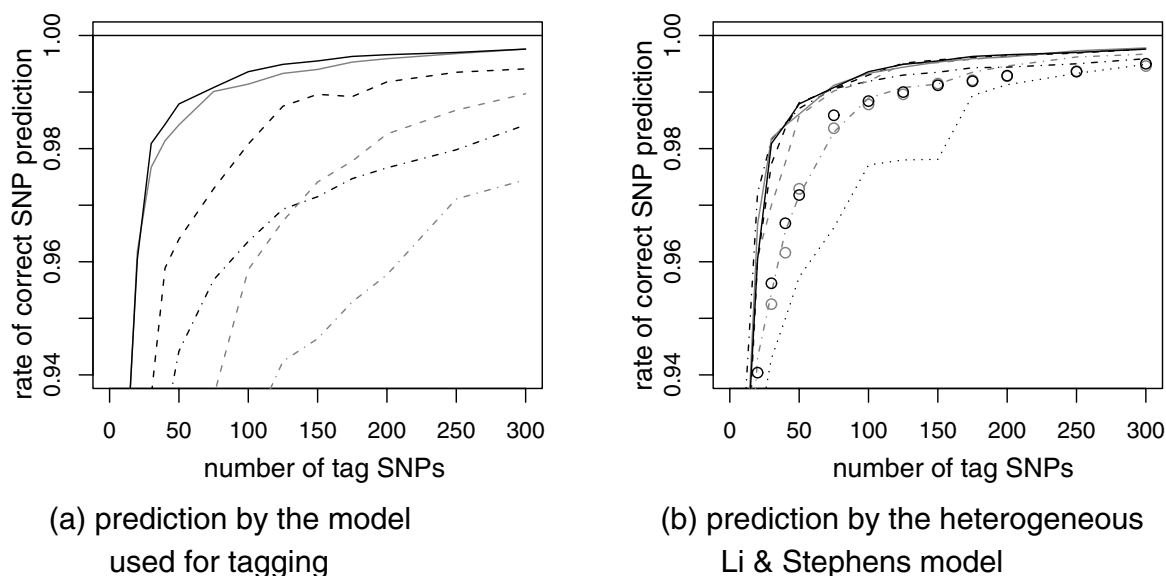 1.00
0.98
0.96
0.94
rate of correct SNP prediction
0 50 100 150 200 250 300
number of tag SNPs
(a) prediction by the model
used for tagging
1.00
0.98
0.96
0.94
rate of correct SNP prediction
0 50 100 150 200 250 300
number of tag SNPs
(b) prediction by the heterogeneous
Li & Stephens model